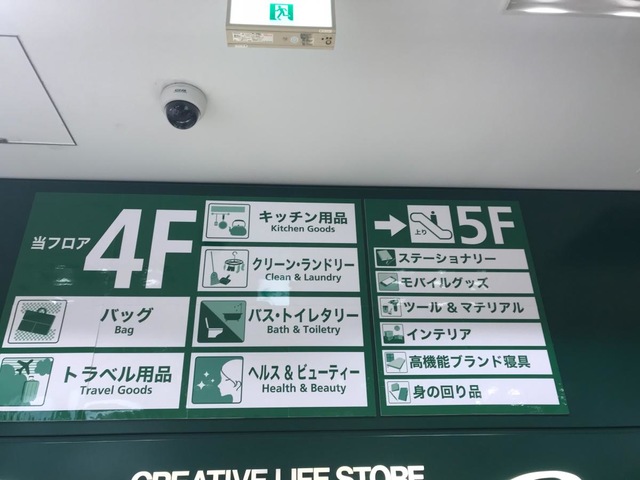 当フロア 4F
バッグ
Bag
トラベル用品
Travel Goods
キッチン用品
Kitchen Goods
クリーン・ランドリー
Clean & Laundry
バス・トイレタリー
Bath & Toiletry
ヘルス & ビューティー
Health & Beauty
上り 5F
ステーショナリー
モバイルグッズ
ツール & マテリアル
インテリア
高機能ブランド寝具
身の回り品
CREATIVE LIFE STORE